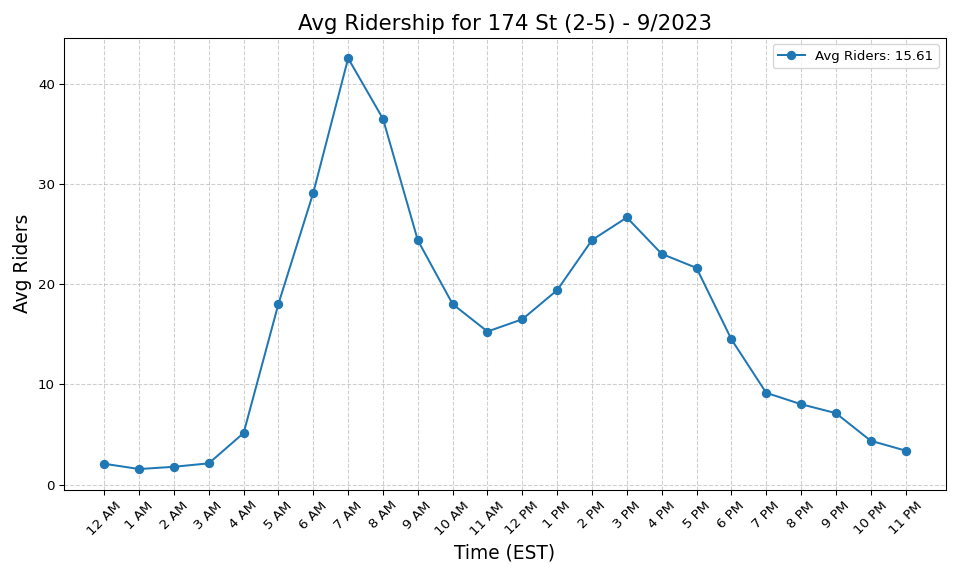 Avg Ridership for 174 St (2-5) - 9/2023
Avg Riders: 15.61
Avg Riders
40
30
20
10
0
12 AM
1 AM
2 AM
3 AM
4 AM
5 AM
6 AM
7 AM
8 AM
9 AM
10 AM
11 AM
12 PM
1 PM
2 PM
3 PM
4 PM
5 PM
6 PM
7 PM
8 PM
9 PM
10 PM
11 PM
Time (EST)